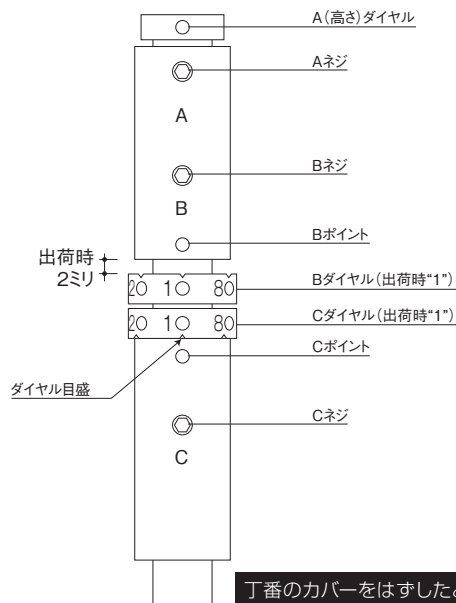 A（高さ）ダイヤル
Aネジ
A
Bネジ
B
Bポイント
出荷時
2ミリ
20 1 80
Bダイヤル（出荷時“1”）
20 1 80
Cダイヤル（出荷時“1”）
Cポイント
ダイヤル目盛
Cネジ
C
丁番のカバーをはずした